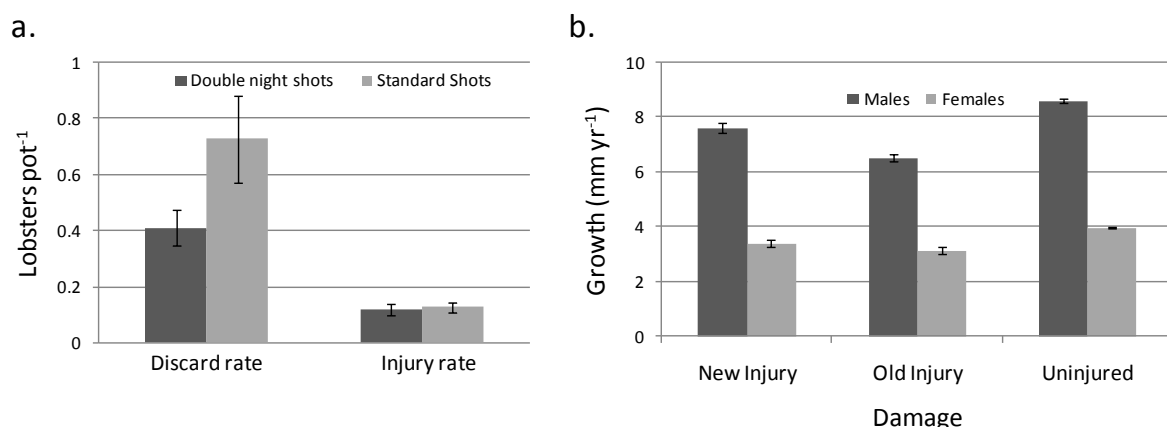 a.
1
0.8
0.6
0.4
0.2
0
Lobsters pot⁻¹
Double night shots
Standard Shots
Discard rate
Injury rate
b.
10
8
6
4
2
0
Growth (mm yr⁻¹)
Males
Females
New Injury
Old Injury
Uninjured
Damage